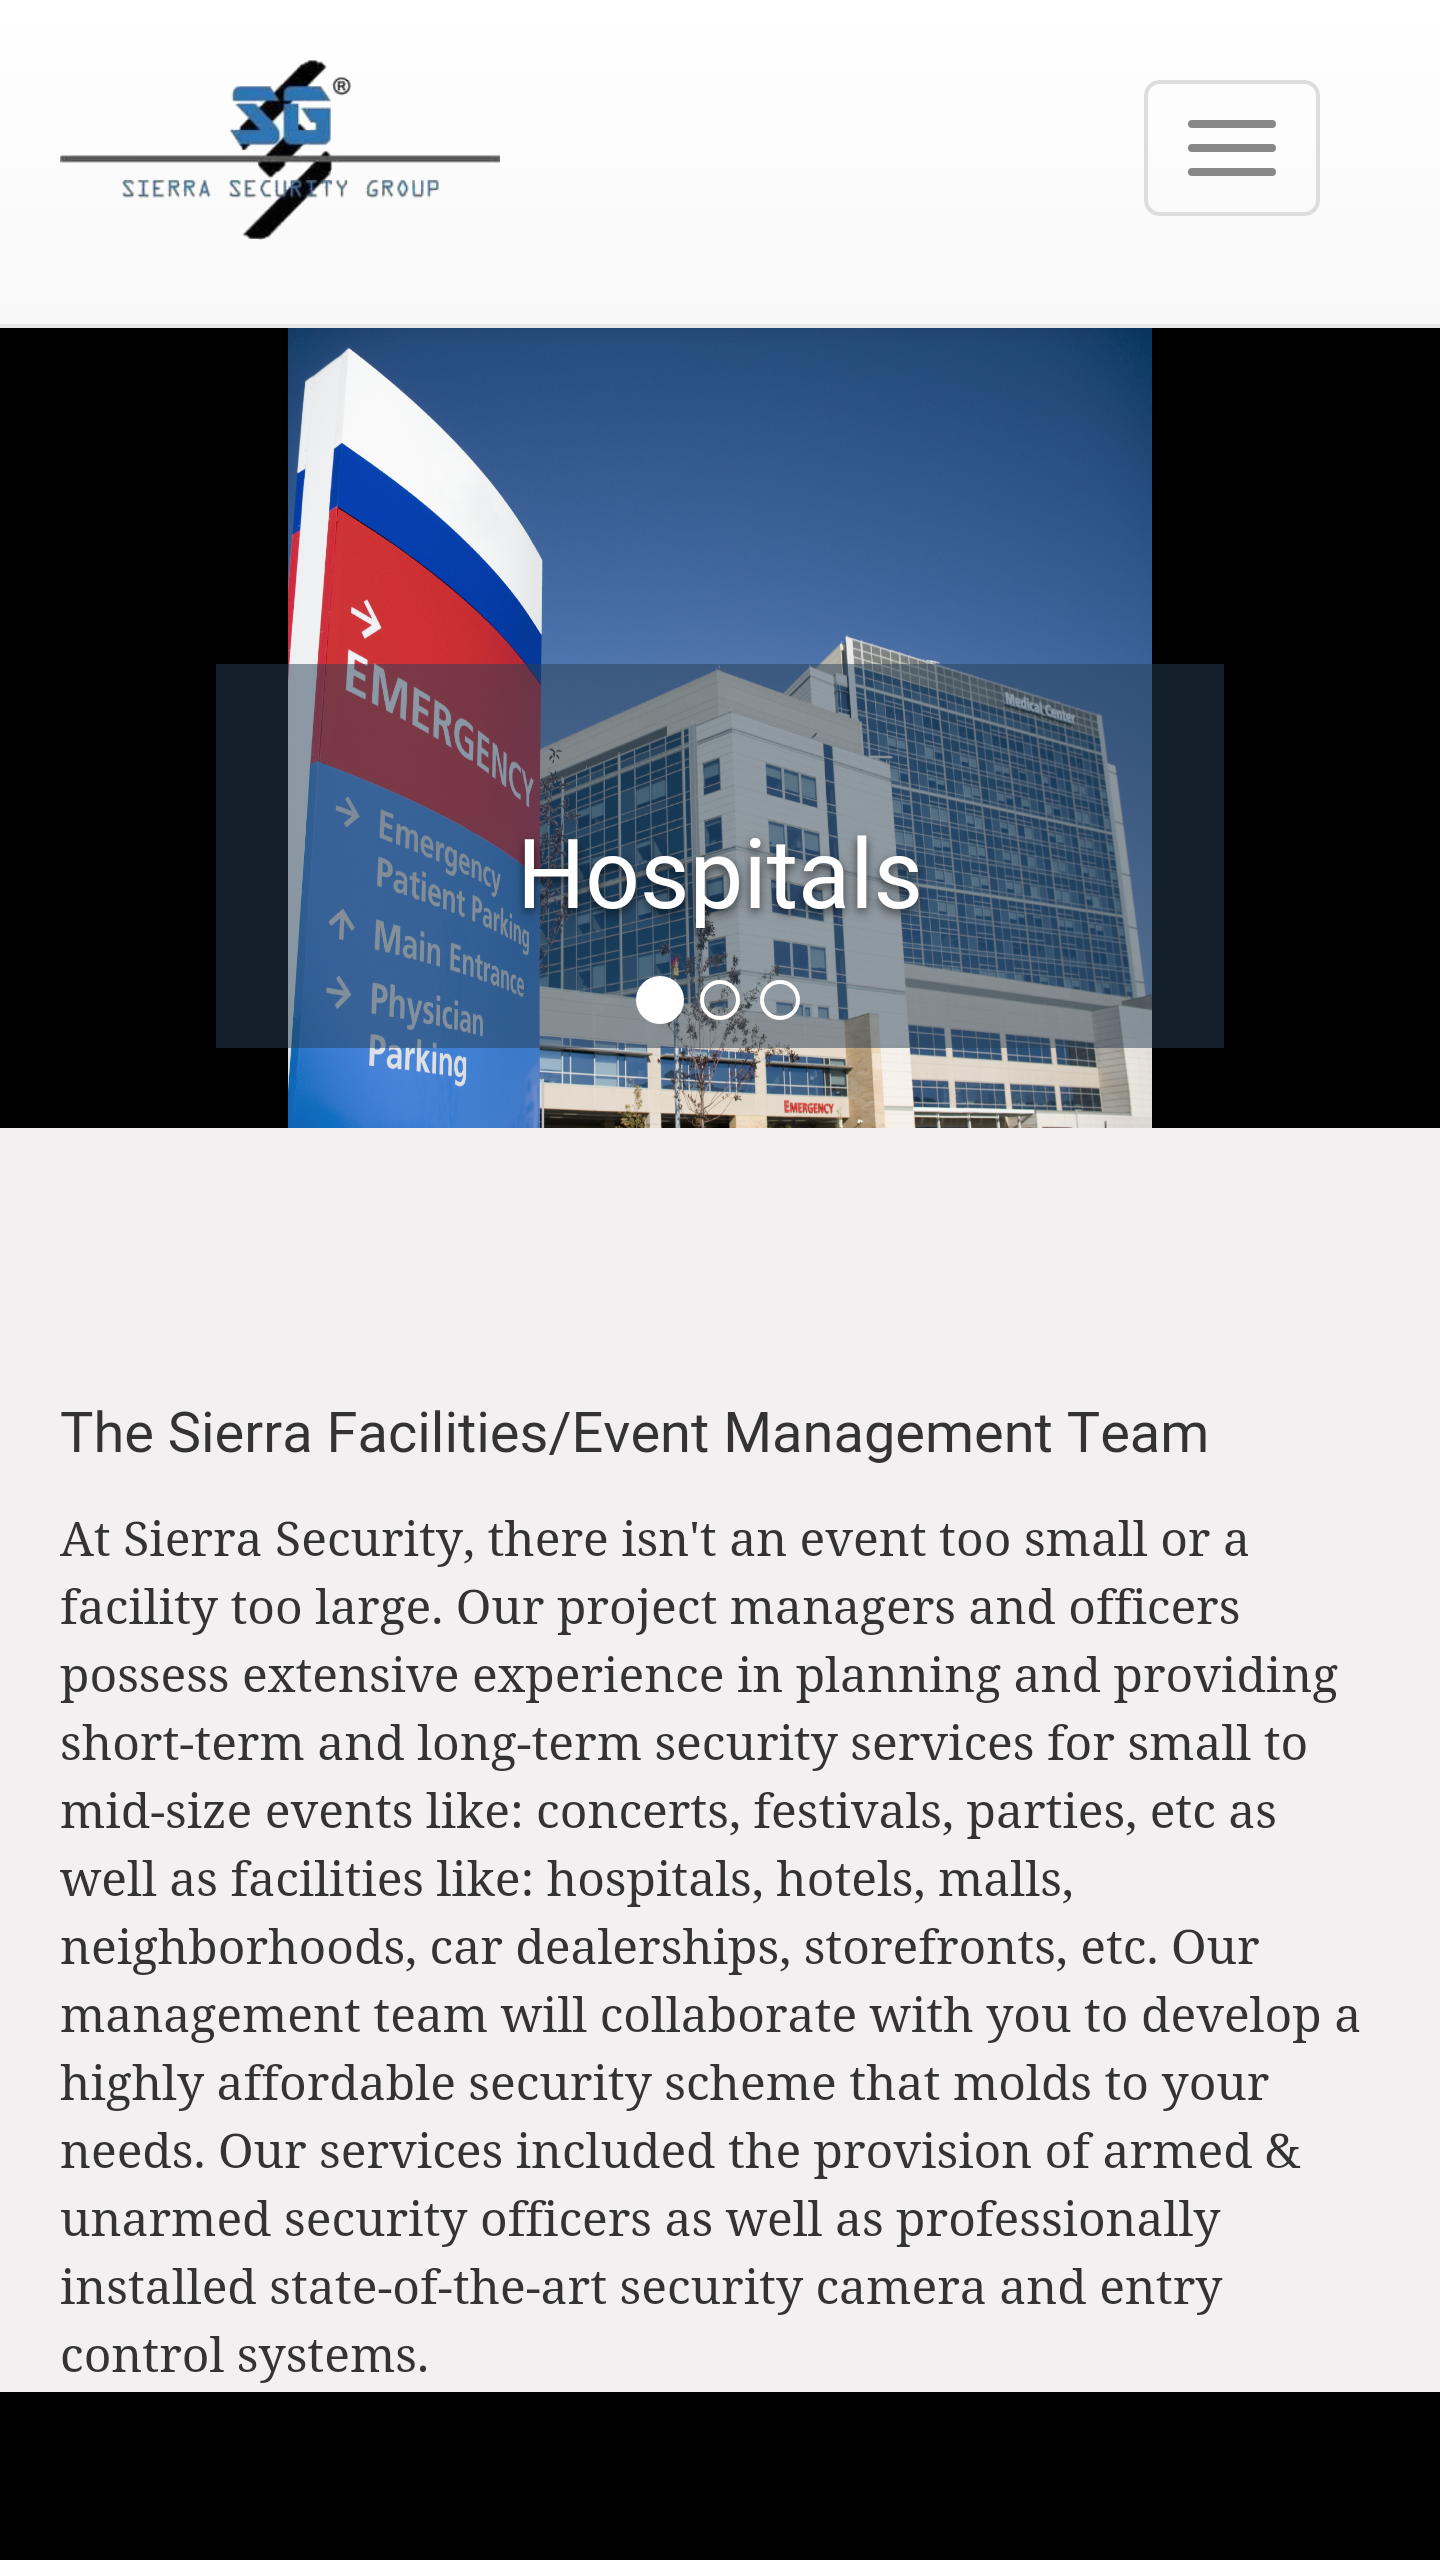 SG®
SIERRA SECURITY GROUP
EMERGENCY
Medical Center
Emergency
Patient Parking
Main Entrance
Physician
Parking
Hospitals
EMERGENCY
The Sierra Facilities/Event Management Team
At Sierra Security, there isn't an event too small or a
facility too large. Our project managers and officers
possess extensive experience in planning and providing
short-term and long-term security services for small to
mid-size events like: concerts, festivals, parties, etc as
well as facilities like: hospitals, hotels, malls,
neighborhoods, car dealerships, storefronts, etc. Our
management team will collaborate with you to develop a
highly affordable security scheme that molds to your
needs. Our services included the provision of armed &
unarmed security officers as well as professionally
installed state-of-the-art security camera and entry
control systems.